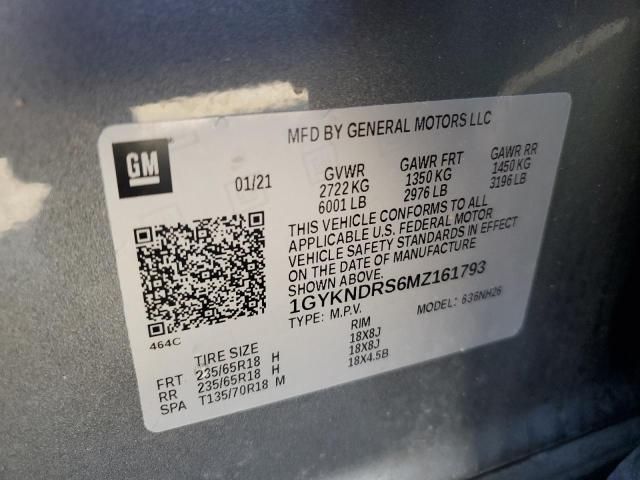 MFD BY GENERAL MOTORS LLC
GM
01/21
GVWR
2722 KG
6001 LB
GAWR FRT
1350 KG
2976 LB
GAWR RR
1450 KG
3196 LB
THIS VEHICLE CONFORMS TO ALL
APPLICABLE U.S. FEDERAL MOTOR
VEHICLE SAFETY STANDARDS IN EFFECT
ON THE DATE OF MANUFACTURE
SHOWN ABOVE.
1GYKNDRS6MZ161793
TYPE: M.P.V. MODEL: 636NH26
464C
TIRE SIZE RIM
FRT 235/65R18 H 18X8J
RR 235/65R18 H 18X8J
SPA T135/70R18 M 18X4.5B